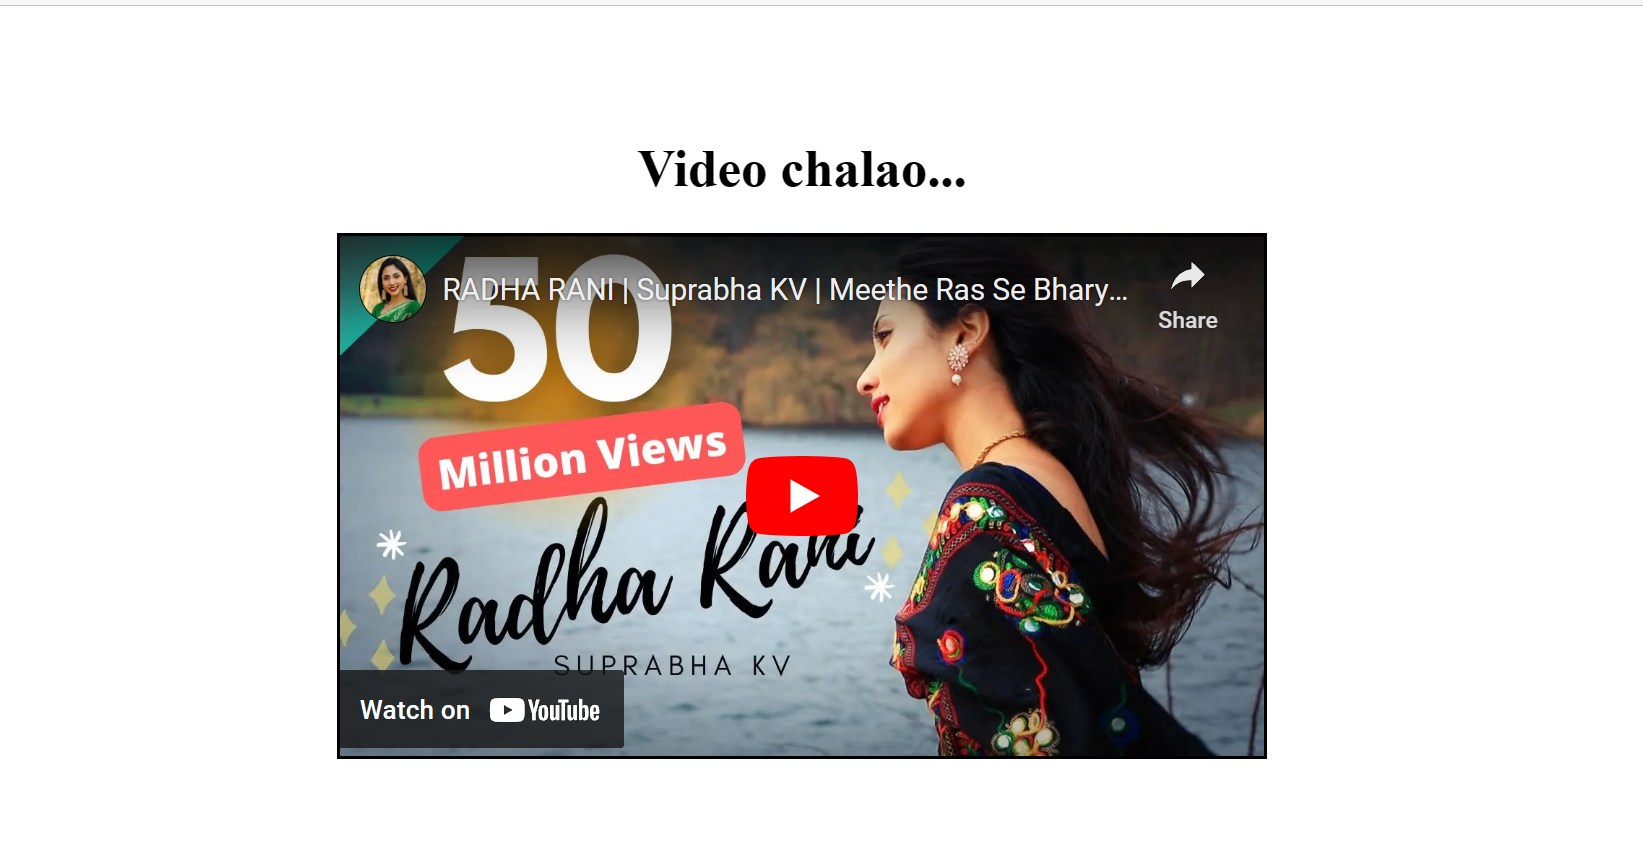 Video chalao...
RADHA RANI | Suprabha KV | Meethe Ras Se Bhary...
Share
50
Million Views
Radha Rani
SUPRABHA KV
Watch on YouTube